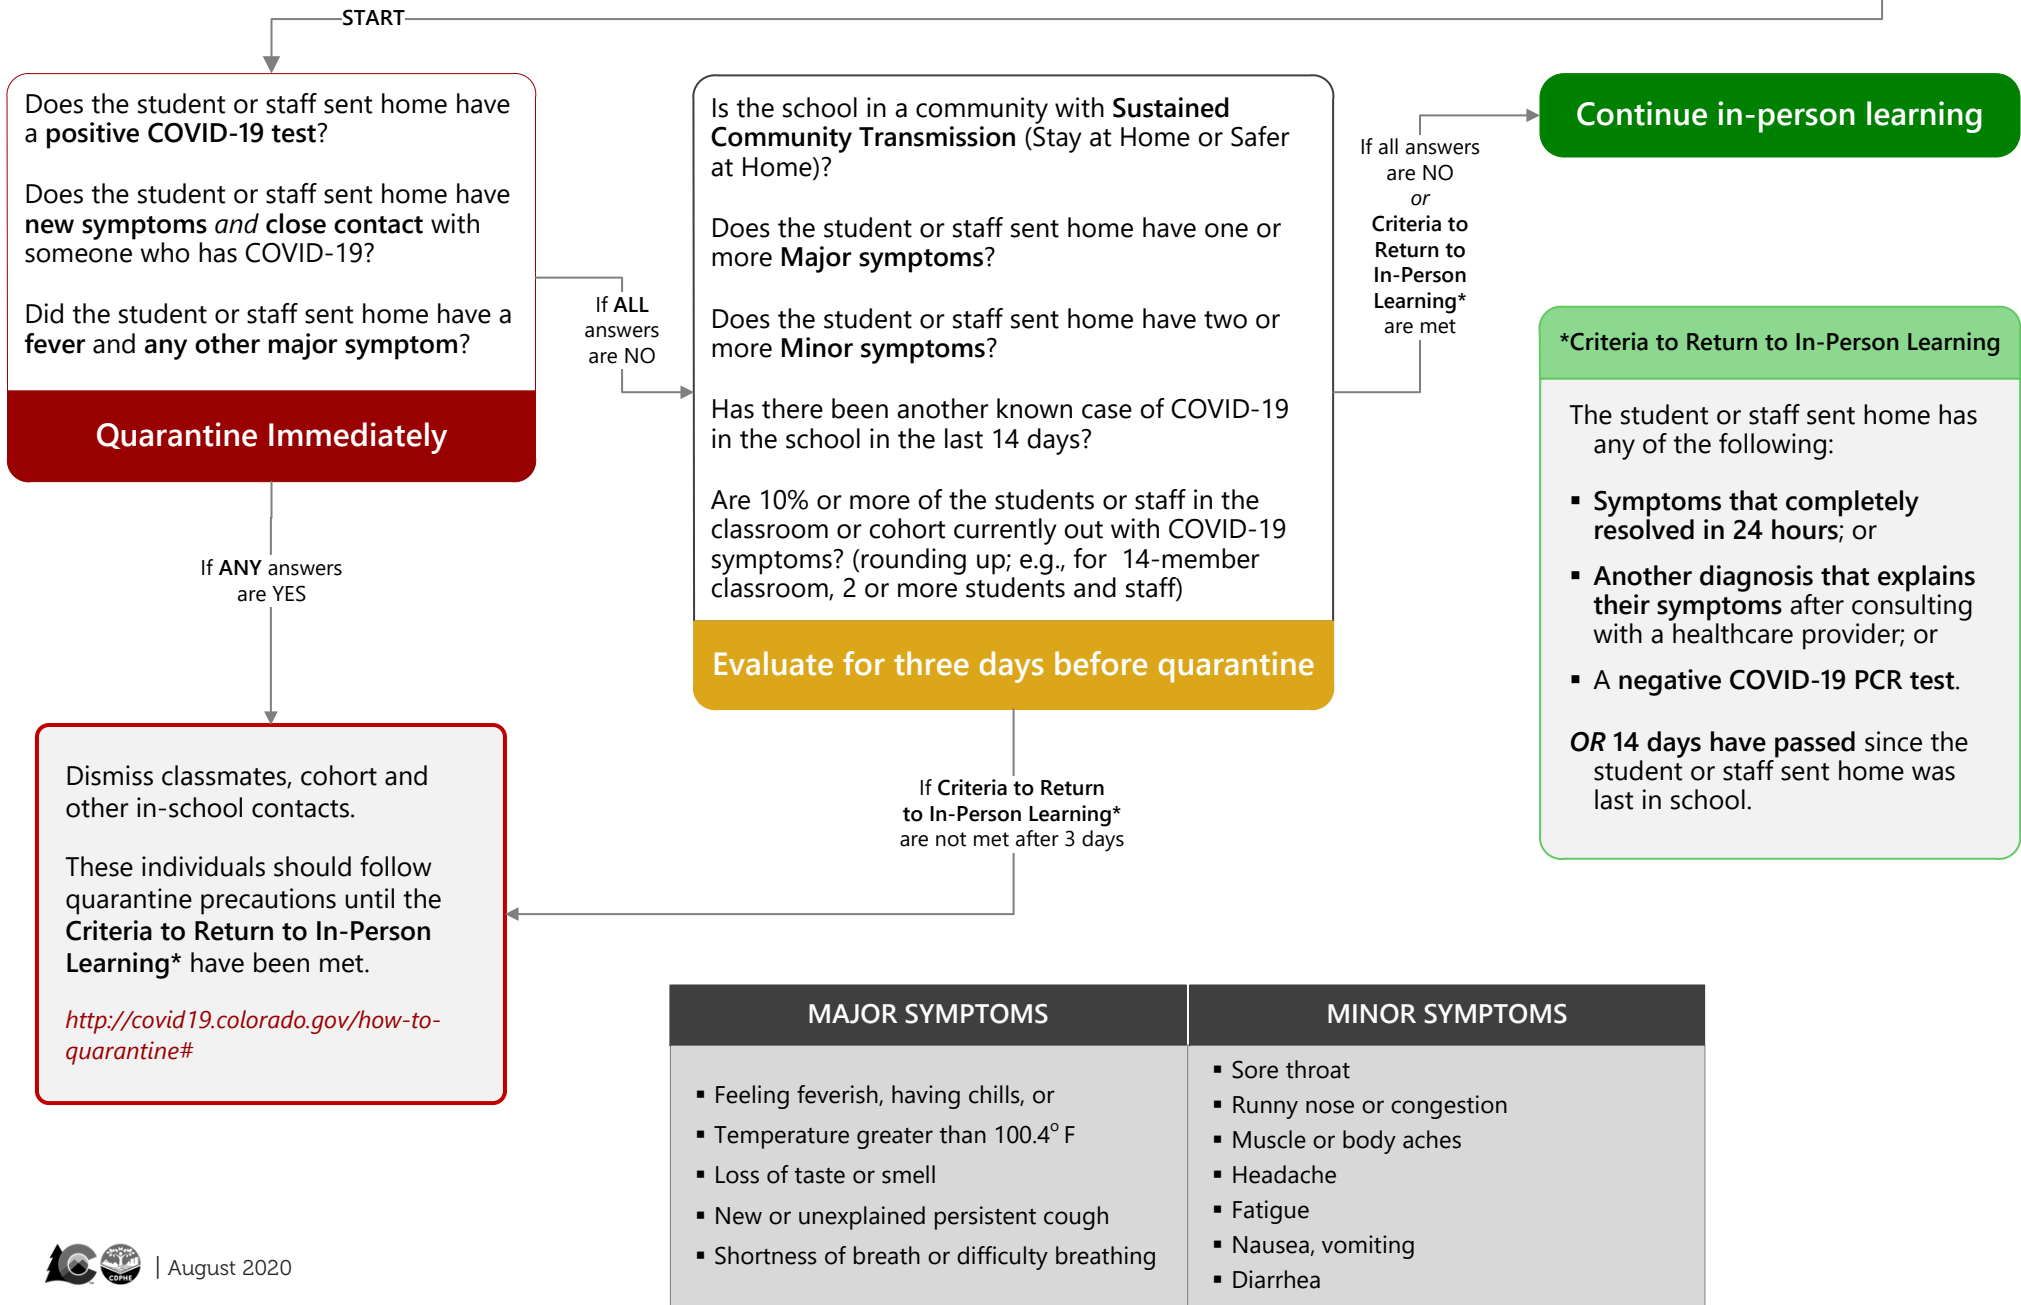 START
Does the student or staff sent home have
a positive COVID-19 test?
Does the student or staff sent home have
new symptoms and close contact with
someone who has COVID-19?
Did the student or staff sent home have a
fever and any other major symptom?
Quarantine Immediately
If ANY answers
are YES
If ALL
answers
are NO
Is the school in a community with Sustained
Community Transmission (Stay at Home or Safer
at Home)?
Does the student or staff sent home have one or
more Major symptoms?
Does the student or staff sent home have two or
more Minor symptoms?
Has there been another known case of COVID-19
in the school in the last 14 days?
Are 10% or more of the students or staff in the
classroom or cohort currently out with COVID-19
symptoms? (rounding up; e.g., for 14-member
classroom, 2 or more students and staff)
Evaluate for three days before quarantine
If all answers
are NO
or
Criteria to
Return to
In-Person
Learning*
are met
Continue in-person learning
*Criteria to Return to In-Person Learning
The student or staff sent home has
any of the following:
▪ Symptoms that completely
resolved in 24 hours; or
▪ Another diagnosis that explains
their symptoms after consulting
with a healthcare provider; or
▪ A negative COVID-19 PCR test.
OR 14 days have passed since the
student or staff sent home was
last in school.
If Criteria to Return
to In-Person Learning*
are not met after 3 days
Dismiss classmates, cohort and
other in-school contacts.
These individuals should follow
quarantine precautions until the
Criteria to Return to In-Person
Learning* have been met.
http://covid19.colorado.gov/how-to-
quarantine#
MAJOR SYMPTOMS
▪ Feeling feverish, having chills, or
▪ Temperature greater than 100.4° F
▪ Loss of taste or smell
▪ New or unexplained persistent cough
▪ Shortness of breath or difficulty breathing
MINOR SYMPTOMS
▪ Sore throat
▪ Runny nose or congestion
▪ Muscle or body aches
▪ Headache
▪ Fatigue
▪ Nausea, vomiting
▪ Diarrhea
CDPHE
| August 2020